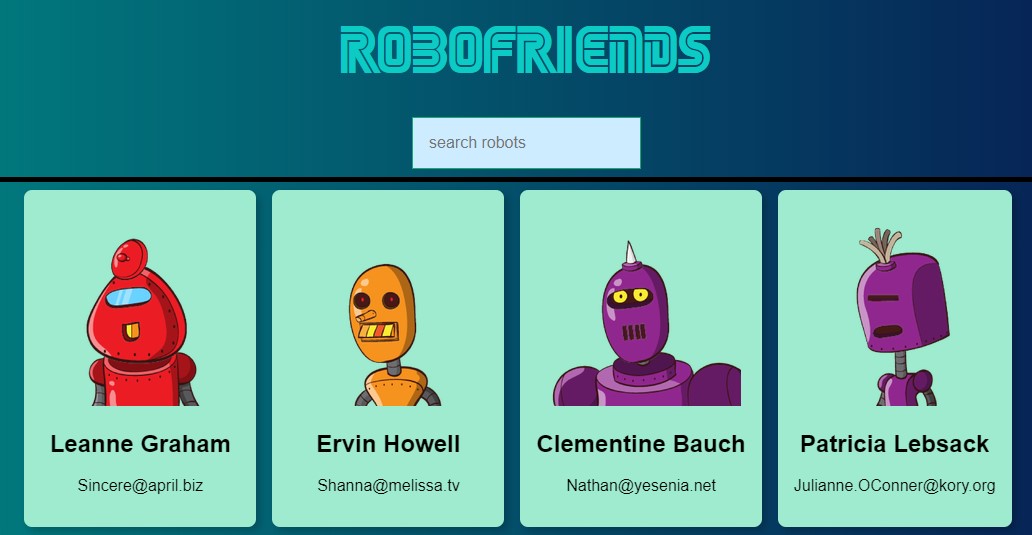 ROBOFRIENDS
search robots
Leanne Graham
Sincere@april.biz
Ervin Howell
Shanna@melissa.tv
Clementine Bauch
Nathan@yesenia.net
Patricia Lebsack
Julianne.OConner@kory.org